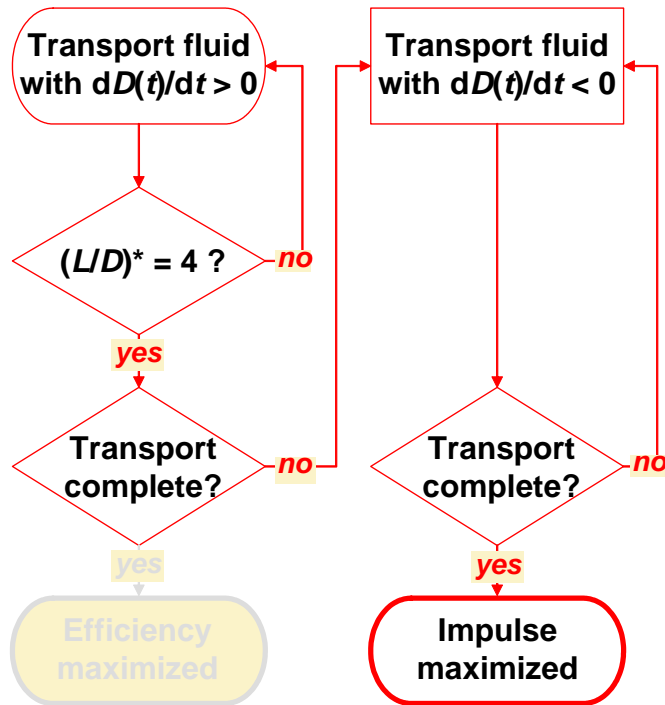 Transport fluid
with dD(t)/dt > 0
(L/D)* = 4 ?
no
yes
Transport
complete?
no
yes
Efficiency
maximized
Transport fluid
with dD(t)/dt < 0
Transport
complete?
no
yes
Impulse
maximized